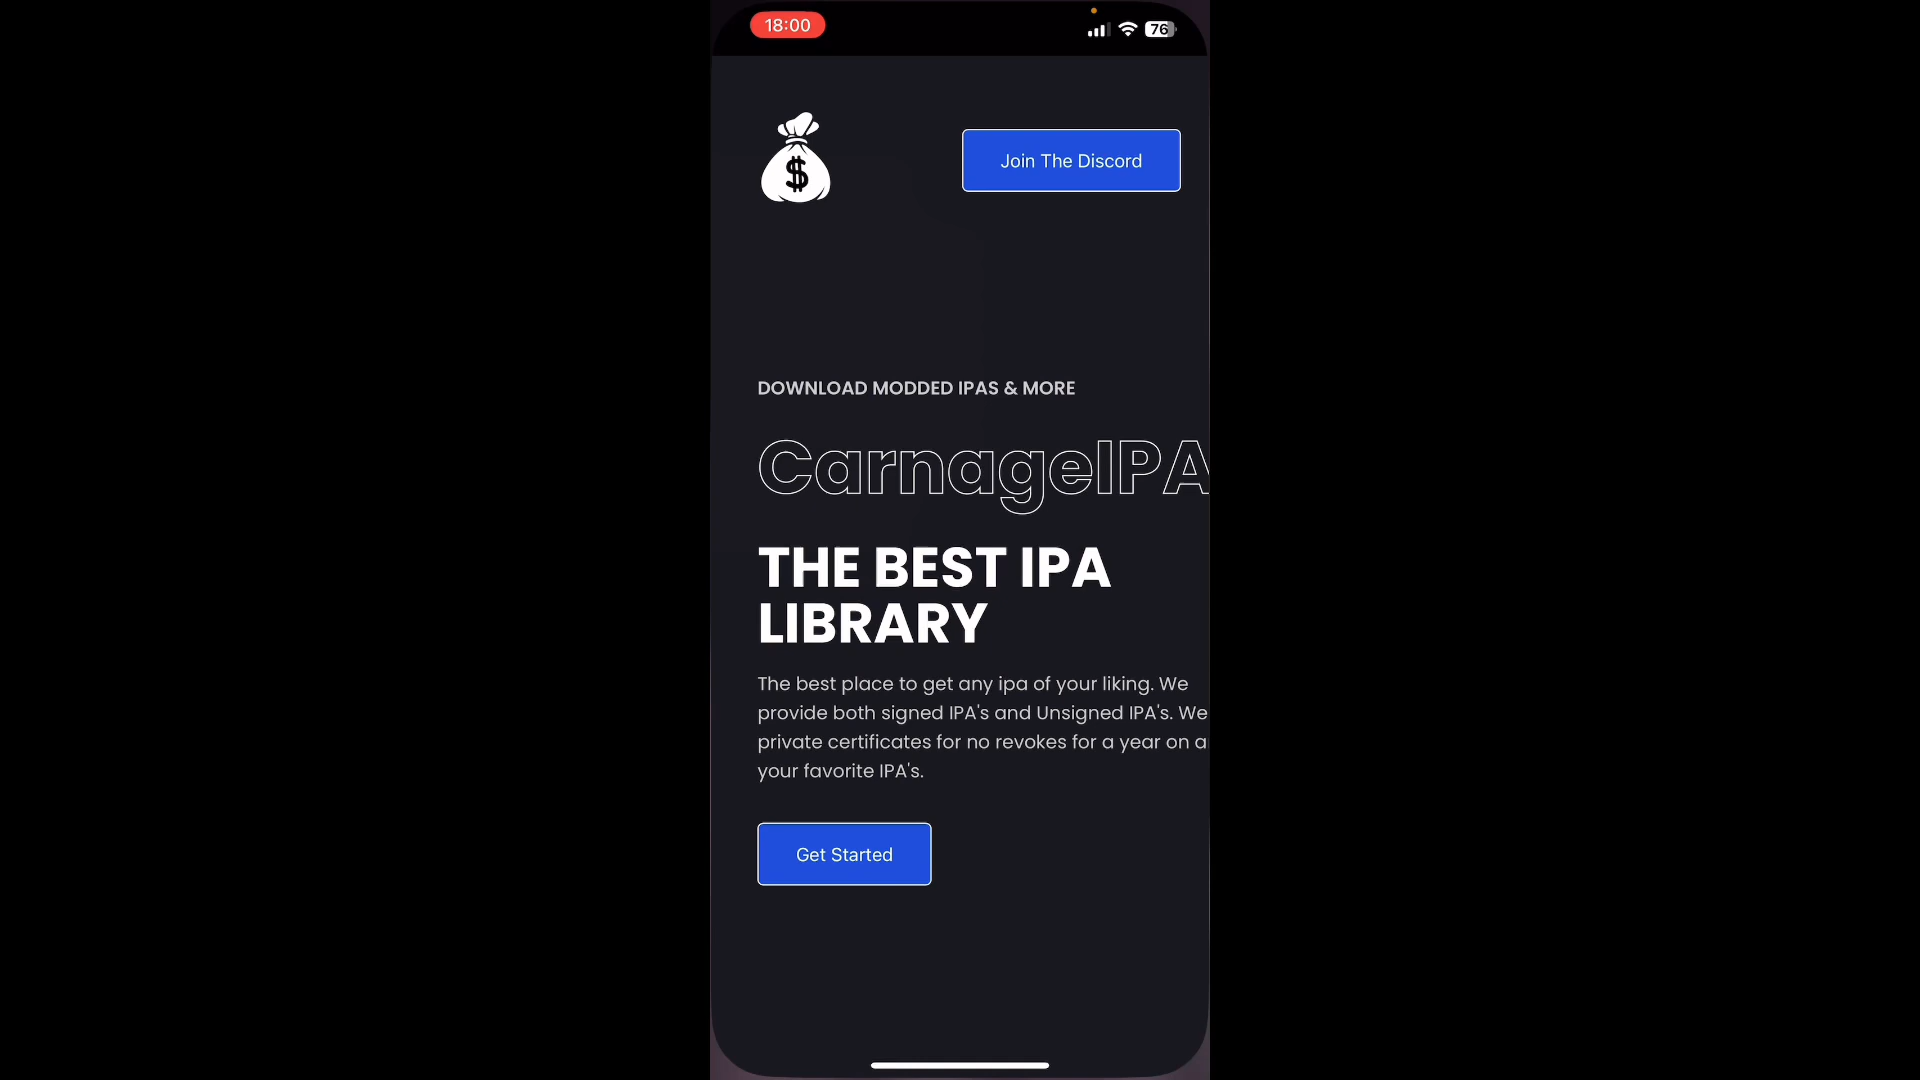 18:00
76
$
Join The Discord
DOWNLOAD MODDED IPAS & MORE
CarnageIPA
THE BEST IPA
LIBRARY
The best place to get any ipa of your liking. We
provide both signed IPA's and Unsigned IPA's. We
private certificates for no revokes for a year on a
your favorite IPA's.
Get Started